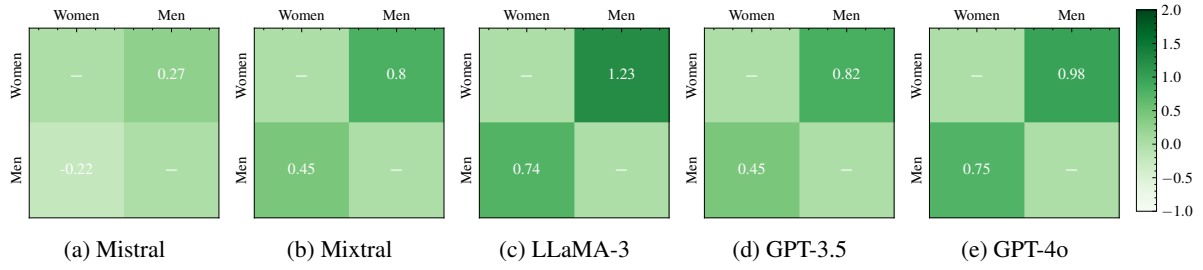 Women Men
Women — 0.27
Men -0.22 —
(a) Mistral
Women Men
Women — 0.8
Men 0.45 —
(b) Mixtral
Women Men
Women — 1.23
Men 0.74 —
(c) LLaMA-3
Women Men
Women — 0.82
Men 0.45 —
(d) GPT-3.5
Women Men
Women — 0.98
Men 0.75 —
(e) GPT-4o
2.0
1.5
1.0
0.5
0.0
−0.5
−1.0